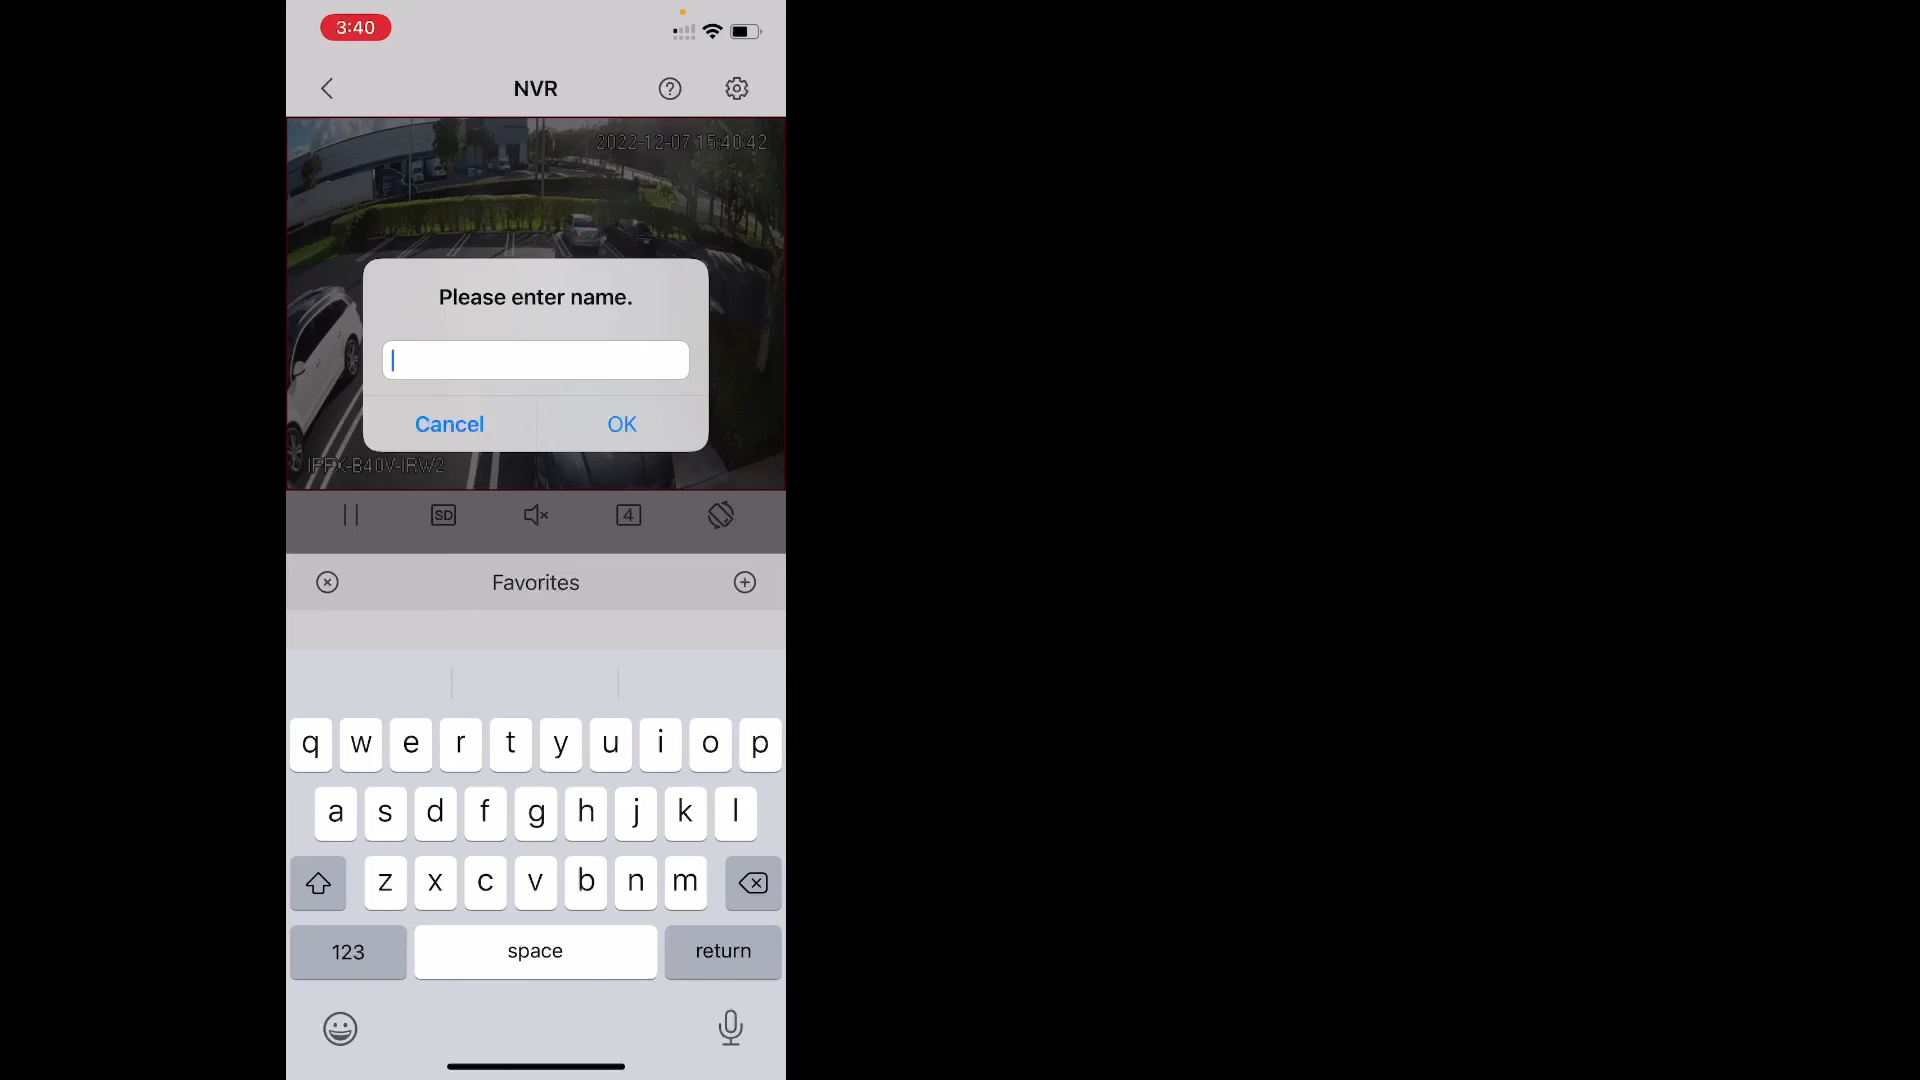 3:40
NVR
2022-12-07 15:40:42
Please enter name.
Cancel OK
IPFX-B40V-IRW2
SD 4
Favorites
q w e r t y u i o p
a s d f g h j k l
z x c v b n m
123 space return